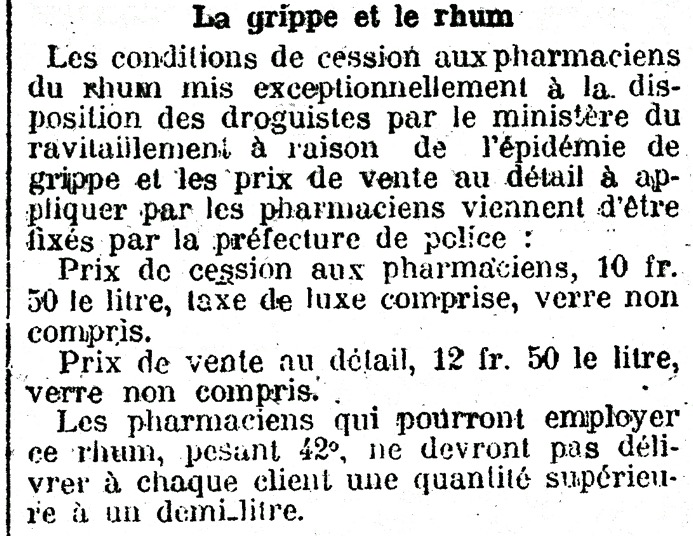 La grippe et le rhum
Les conditions de cession aux pharmaciens
du rhum mis exceptionnellement à la dis-
position des droguistes par le ministère du
ravitaiilement à raison de l'épidémie de
grippe et les prix de vente au détail à ap-
pliquer par les pharmaciens viennent d'être
fixés par la préfecture de police :
Prix de cession aux pharmaciens, 10 fr.
50 le litre, taxe de luxe comprise, verre non
compris.
Prix de vente au détail, 12 fr. 50 le litre,
verre non compris.
Les pharmaciens qui pourront employer
ce rhum, pesant 42°, ne devront pas déli-
vrer à chaque client une quantité supérieu-
re à un demi-litre.